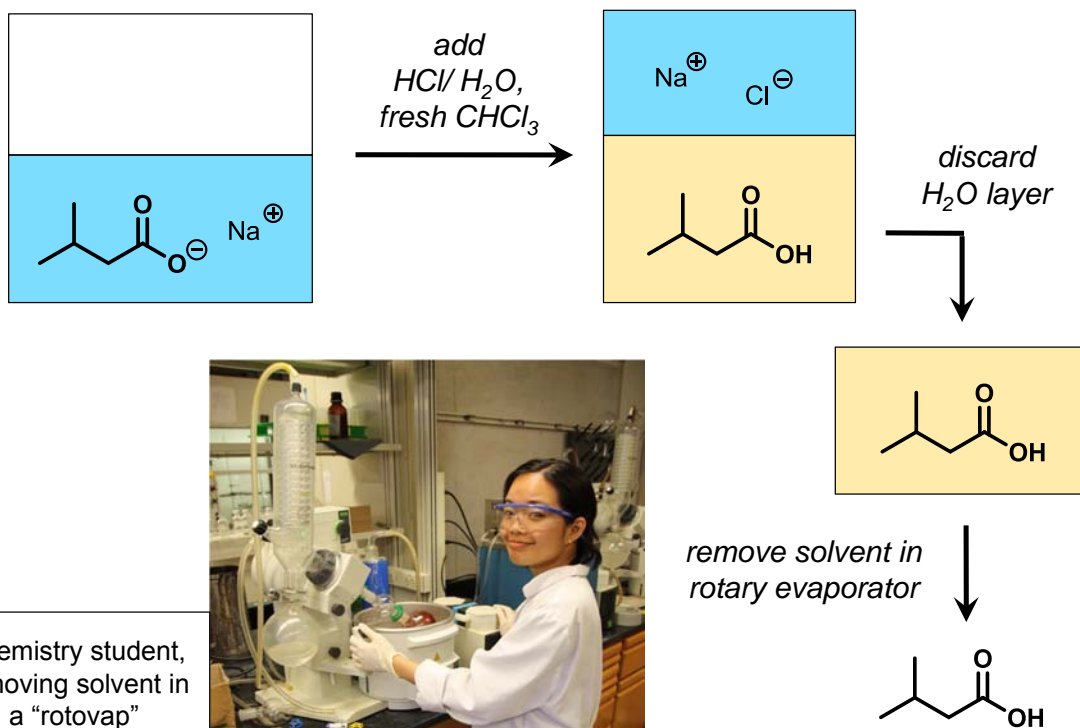 add
HCl/ H₂O,
fresh CHCl₃
Na⊕
Cl⊖
discard
H₂O layer
O
O⊖
Na⊕
O
OH
O
OH
remove solvent in
rotary evaporator
student,
solvent in
a “rotovap”
O
OH